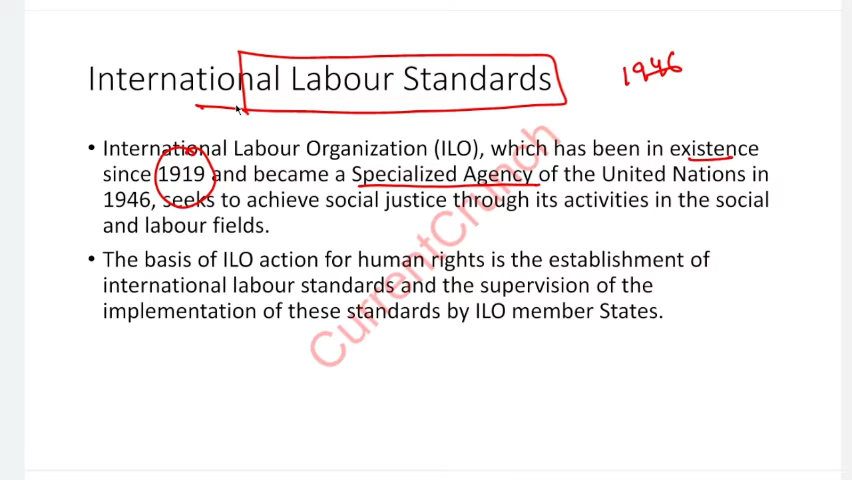 International Labour Standards
1946
• International Labour Organization (ILO), which has been in existence
since 1919 and became a Specialized Agency of the United Nations in
1946, seeks to achieve social justice through its activities in the social
and labour fields.
• The basis of ILO action for human rights is the establishment of
international labour standards and the supervision of the
implementation of these standards by ILO member States.
CurrentCrunch